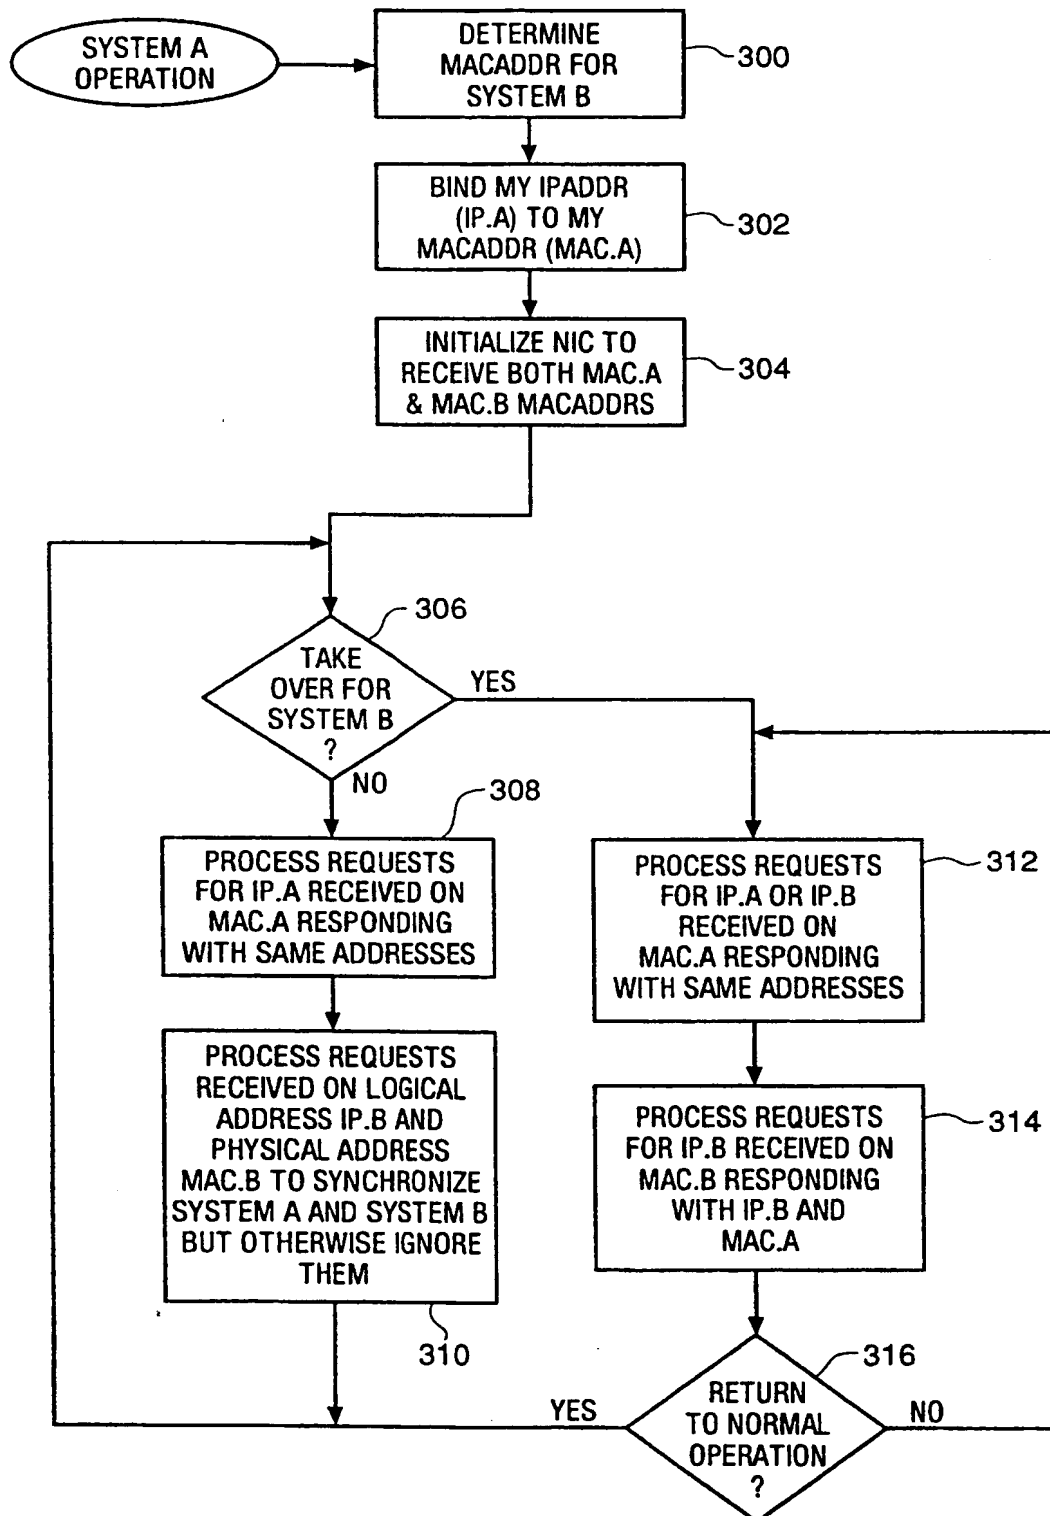 SYSTEM A
OPERATION
DETERMINE
MACADDR FOR
SYSTEM B
300
BIND MY IPADDR
(IP.A) TO MY
MACADDR (MAC.A)
302
INITIALIZE NIC TO
RECEIVE BOTH MAC.A
& MAC.B MACADDRS
304
306
TAKE
OVER FOR
SYSTEM B
?
YES
NO
308
PROCESS REQUESTS
FOR IP.A RECEIVED ON
MAC.A RESPONDING
WITH SAME ADDRESSES
PROCESS REQUESTS
RECEIVED ON LOGICAL
ADDRESS IP.B AND
PHYSICAL ADDRESS
MAC.B TO SYNCHRONIZE
SYSTEM A AND SYSTEM B
BUT OTHERWISE IGNORE
THEM
310
PROCESS REQUESTS
FOR IP.A OR IP.B
RECEIVED ON
MAC.A RESPONDING
WITH SAME ADDRESSES
312
PROCESS REQUESTS
FOR IP.B RECEIVED ON
MAC.B RESPONDING
WITH IP.B AND
MAC.A
314
316
RETURN
TO NORMAL
OPERATION
?
YES
NO